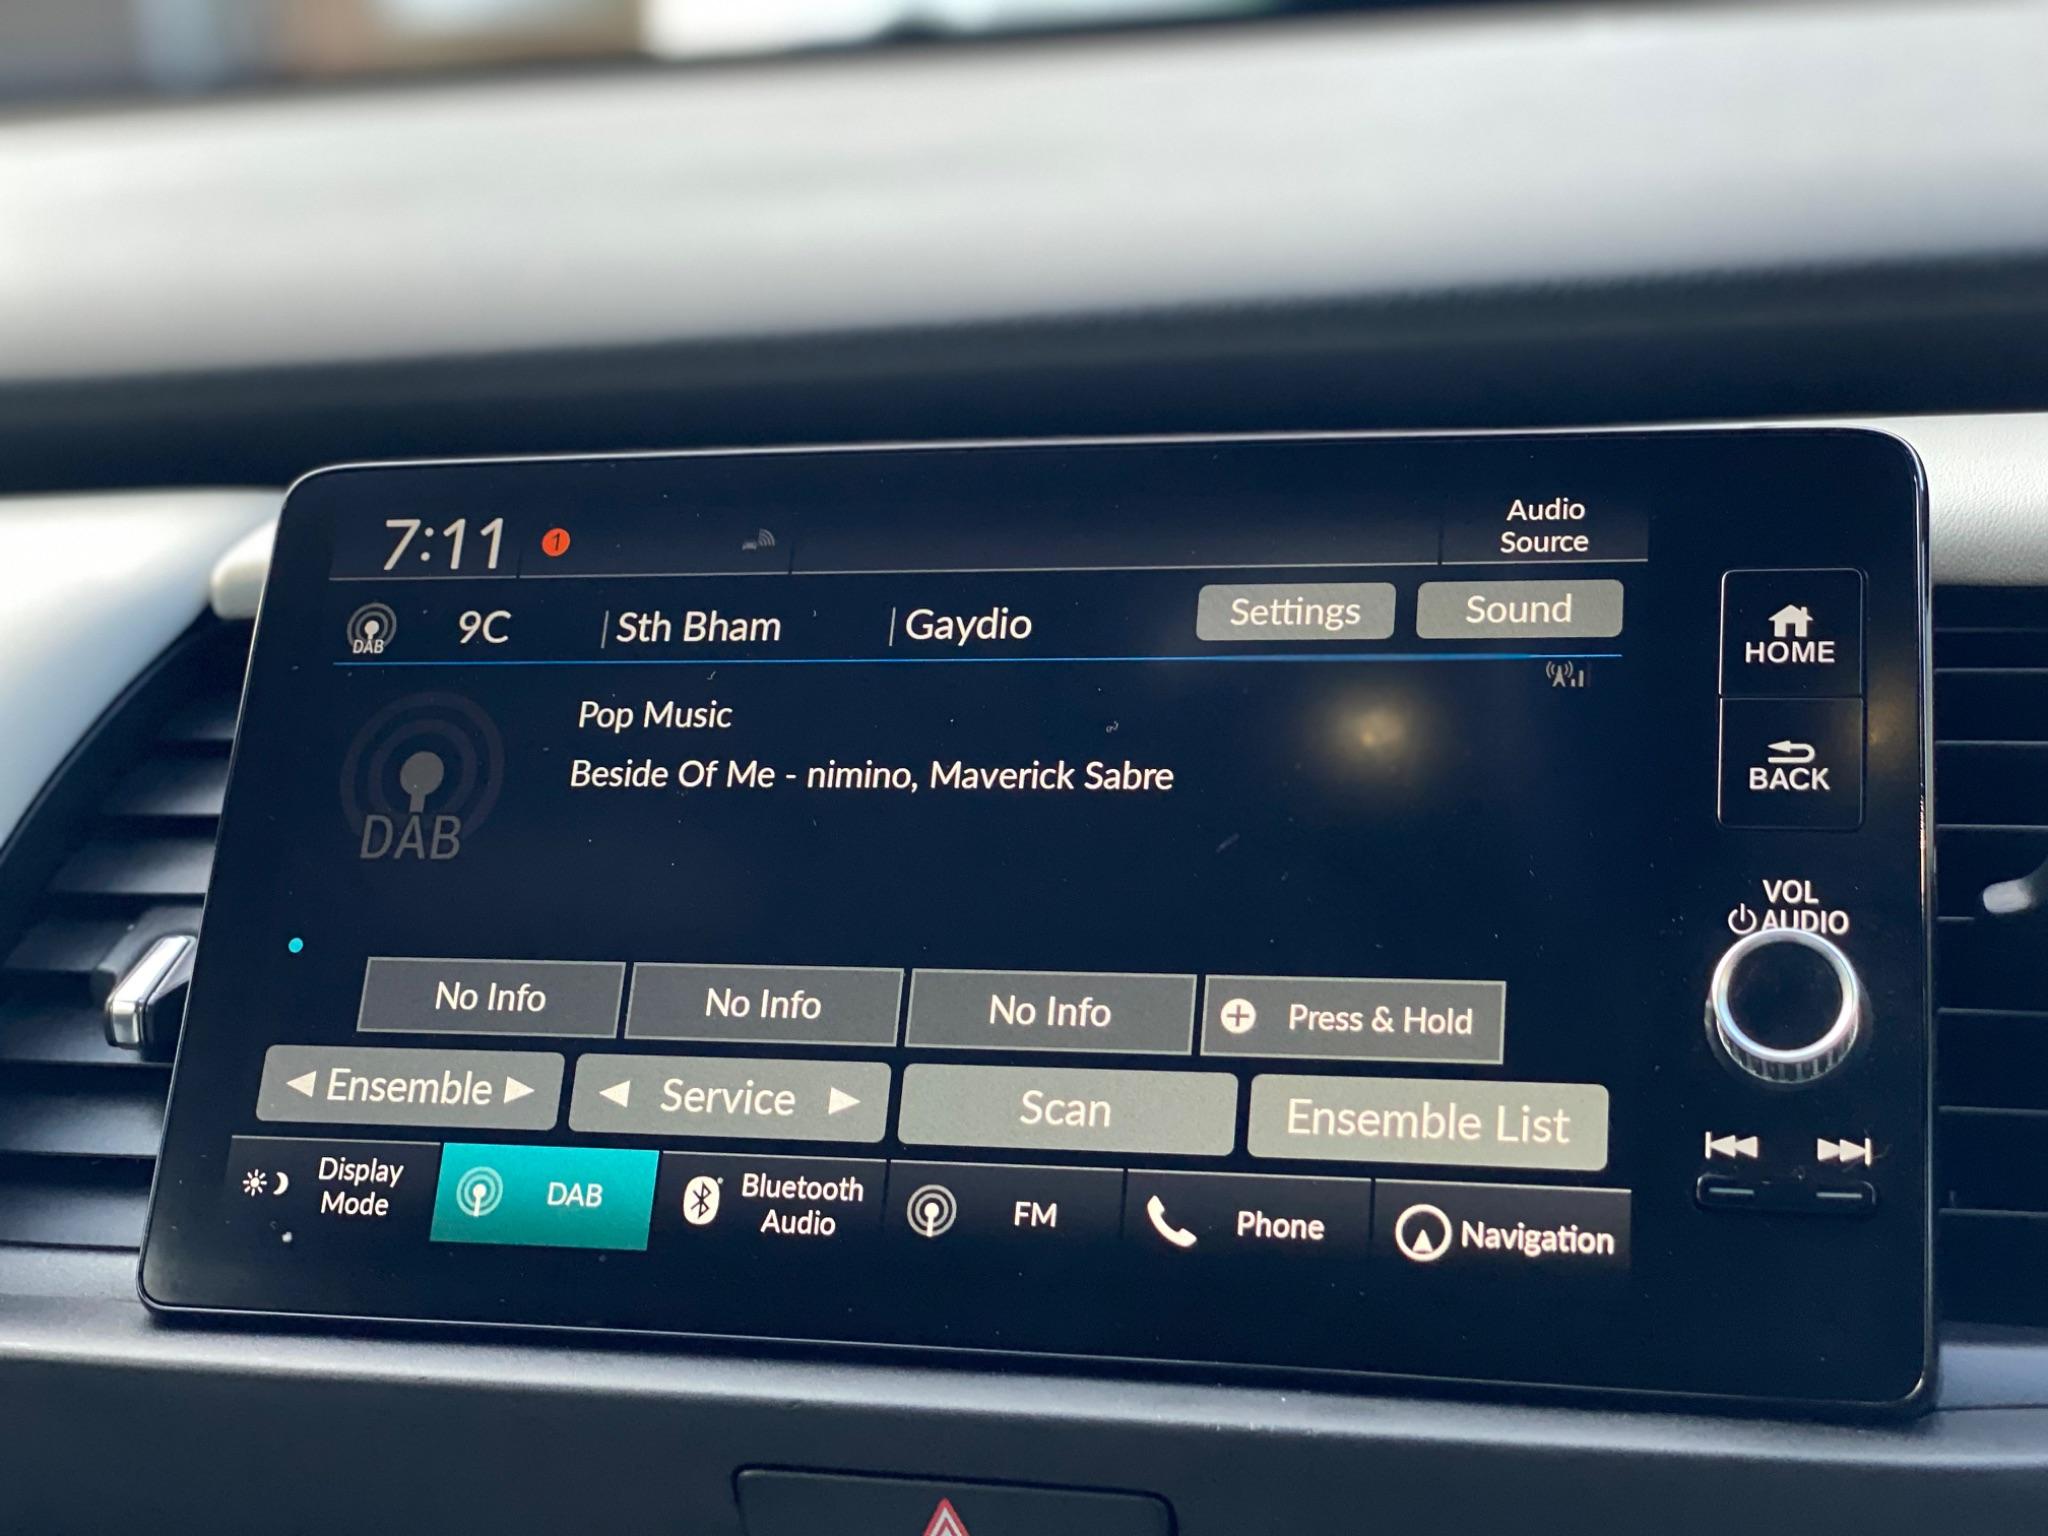 7:11
1
Audio
Source
DAB
9C
Sth Bham
Gaydio
Settings
Sound
HOME
Pop Music
Beside Of Me - nimino, Maverick Sabre
DAB
BACK
VOL
AUDIO
No Info
No Info
No Info
Press & Hold
Ensemble
Service
Scan
Ensemble List
Display
Mode
DAB
Bluetooth
Audio
FM
Phone
Navigation